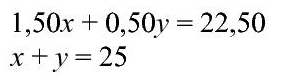 1,50x + 0,50y = 22,50
x + y = 25